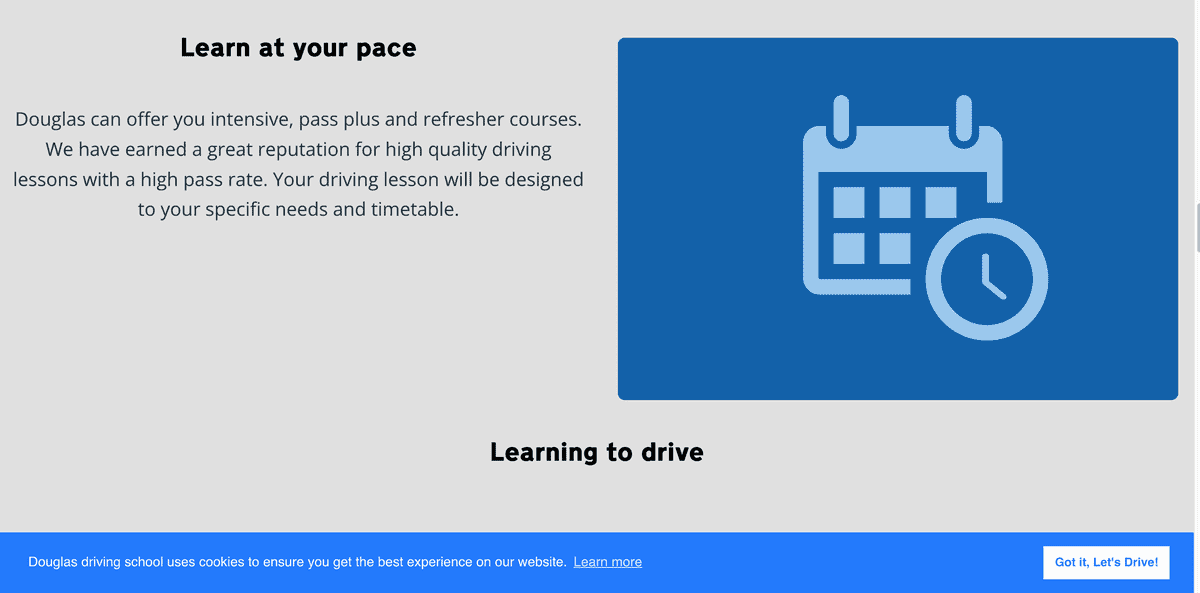 Learn at your pace
Douglas can offer you intensive, pass plus and refresher courses.
We have earned a great reputation for high quality driving
lessons with a high pass rate. Your driving lesson will be designed
to your specific needs and timetable.
Learning to drive
Douglas driving school uses cookies to ensure you get the best experience on our website. Learn more
Got it, Let's Drive!